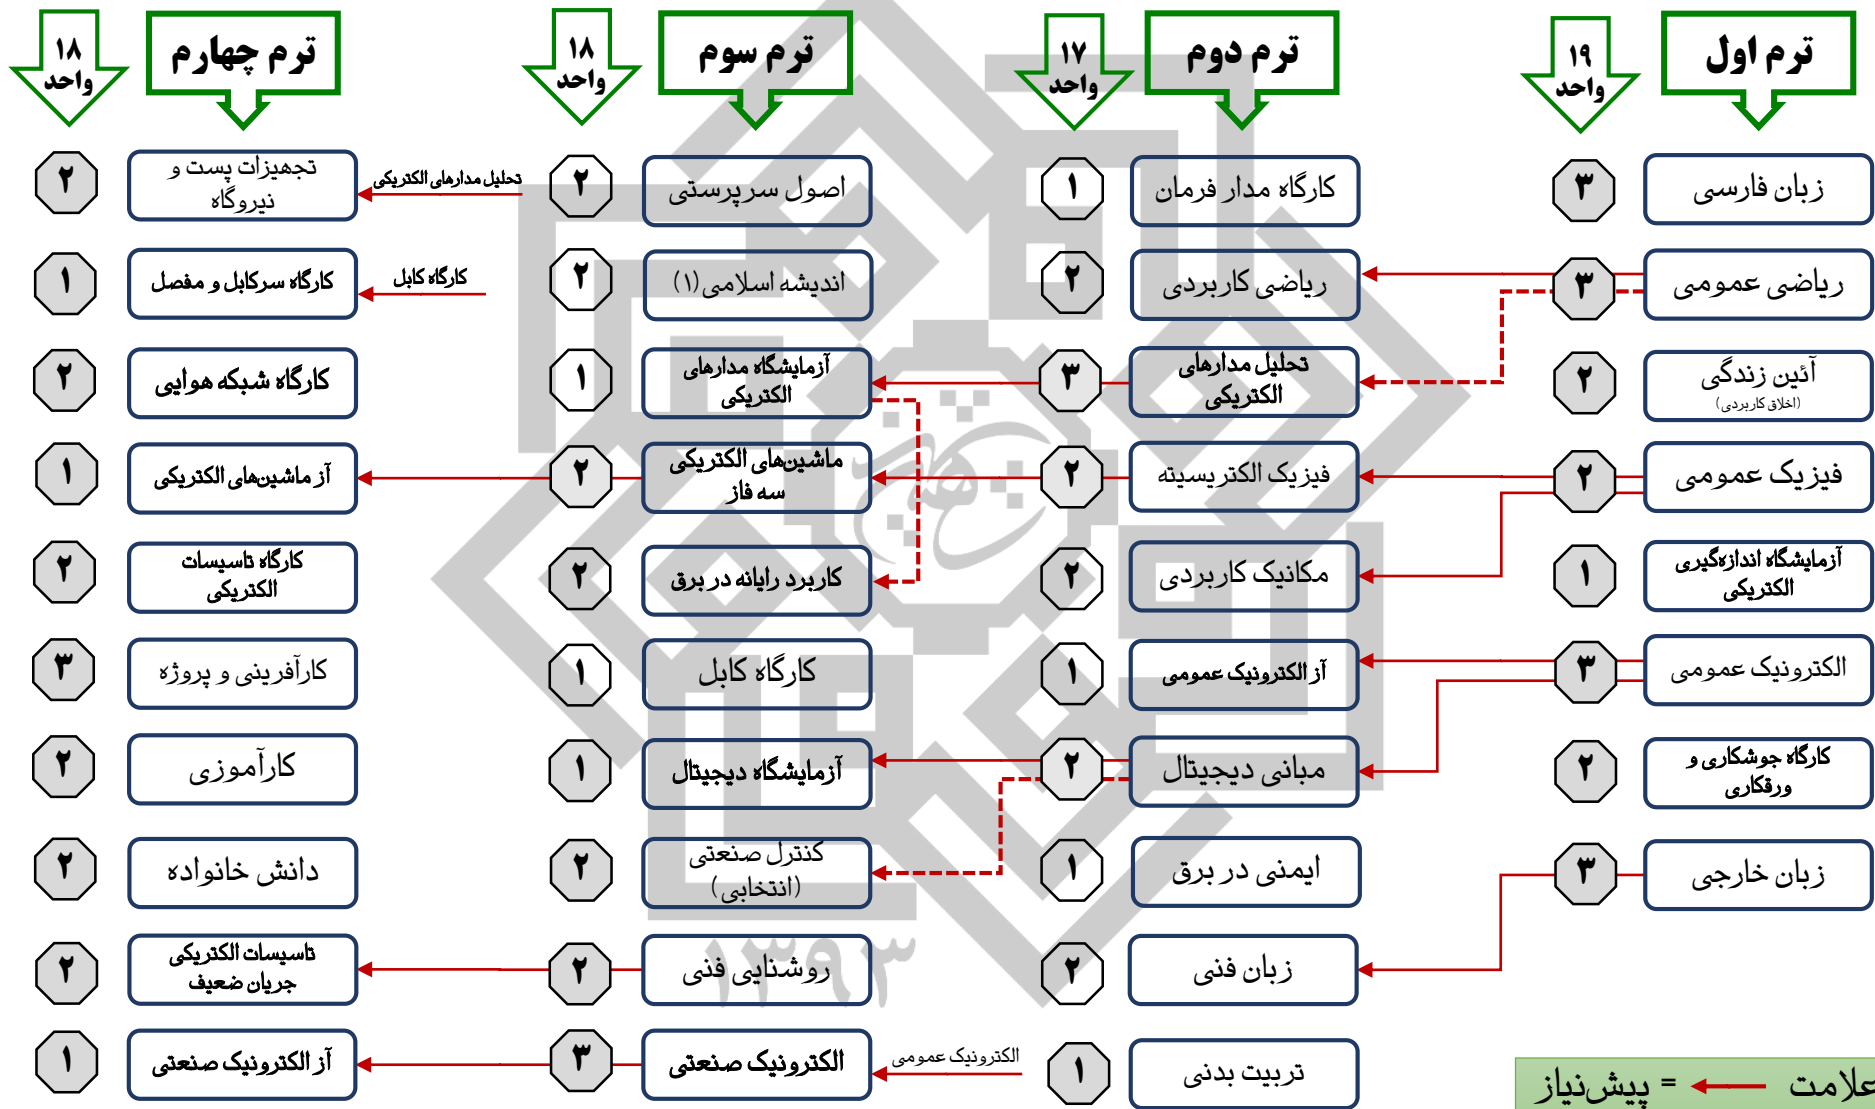 ترم اول
۱۹
واحد
زبان فارسی
۳
ریاضی عمومی
۳
آئین زندگی
(اخلاق کاربردی)
۲
فیزیک عمومی
۲
آزمایشگاه اندازه‌گیری
الکتریکی
۱
الکترونیک عمومی
۳
کارگاه جوشکاری و
ورقکاری
۲
زبان خارجی
۳
ترم دوم
۱۷
واحد
کارگاه مدار فرمان
۱
ریاضی کاربردی
۲
تحلیل مدارهای
الکتریکی
۳
فیزیک الکتریسیته
۲
مکانیک کاربردی
۲
آز الکترونیک عمومی
۱
مبانی دیجیتال
۲
ایمنی در برق
۱
زبان فنی
۲
تربیت بدنی
۱
ترم سوم
۱۸
واحد
اصول سرپرستی
۲
اندیشه اسلامی(۱)
۲
آزمایشگاه مدارهای
الکتریکی
۱
ماشین‌های الکتریکی
سه فاز
۲
کاربرد رایانه در برق
۲
کارگاه کابل
۱
آزمایشگاه دیجیتال
۱
کنترل صنعتی
(انتخابی)
۲
روشنایی فنی
۲
الکترونیک عمومی
الکترونیک صنعتی
۳
ترم چهارم
۱۸
واحد
تحلیل مدارهای الکتریکی
تجهیزات پست و
نیروگاه
۲
کارگاه کابل
کارگاه سرکابل و مفصل
۱
کارگاه شبکه هوایی
۲
آز ماشین‌های الکتریکی
۱
کارگاه تاسیسات
الکتریکی
۲
کارآفرینی و پروژه
۳
کارآموزی
۲
دانش خانواده
۲
تاسیسات الکتریکی
جریان ضعیف
۲
آز الکترونیک صنعتی
۱
علامت = پیش‌نیاز
۱۳۹۳